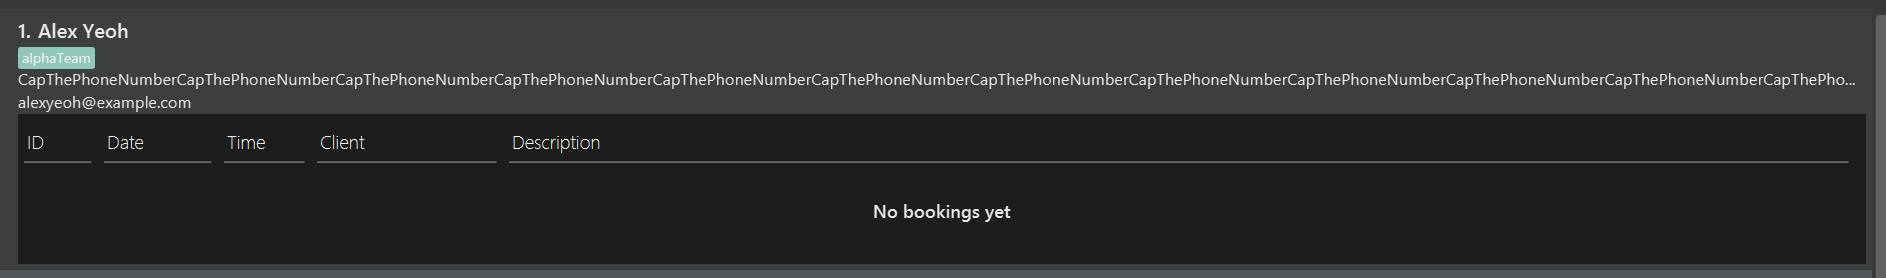 1. Alex Yeoh
alphaTeam
CapThePhoneNumberCapThePhoneNumberCapThePhoneNumberCapThePhoneNumberCapThePhoneNumberCapThePhoneNumberCapThePhoneNumberCapThePhoneNumberCapThePhoneNumberCapThePhoneNumberCapThePhoneNumberCapThePho...
alexyeoh@example.com
ID Date Time Client Description
No bookings yet